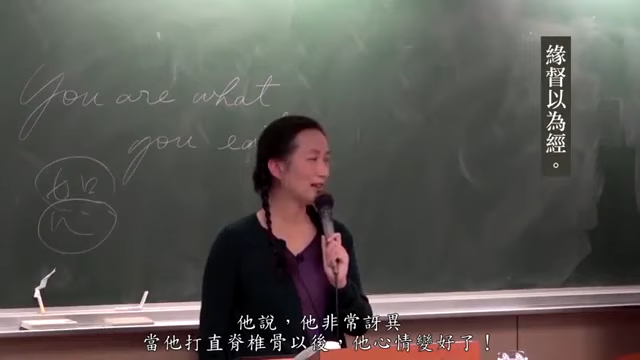 緣督以為經。
You are what
you eat
他說，他非常訝異
當他打直脊椎骨以後，他心情變好了！